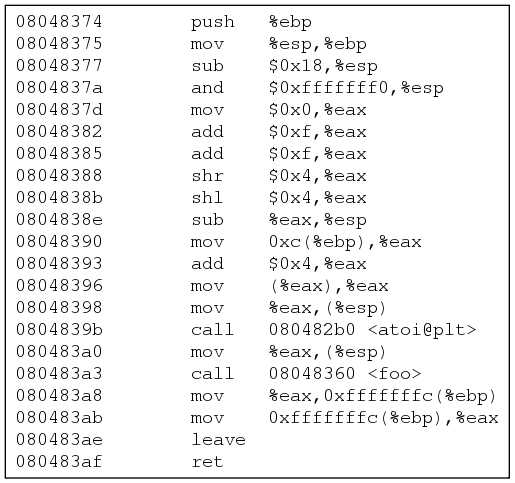 08048374 push %ebp
08048375 mov %esp,%ebp
08048377 sub $0x18,%esp
0804837a and $0xfffffff0,%esp
0804837d mov $0x0,%eax
08048382 add $0xf,%eax
08048385 add $0xf,%eax
08048388 shr $0x4,%eax
0804838b shl $0x4,%eax
0804838e sub %eax,%esp
08048390 mov 0xc(%ebp),%eax
08048393 add $0x4,%eax
08048396 mov (%eax),%eax
08048398 mov %eax,(%esp)
0804839b call 080482b0 <atoi@plt>
080483a0 mov %eax,(%esp)
080483a3 call 08048360 <foo>
080483a8 mov %eax,0xfffffffc(%ebp)
080483ab mov 0xfffffffc(%ebp),%eax
080483ae leave
080483af ret